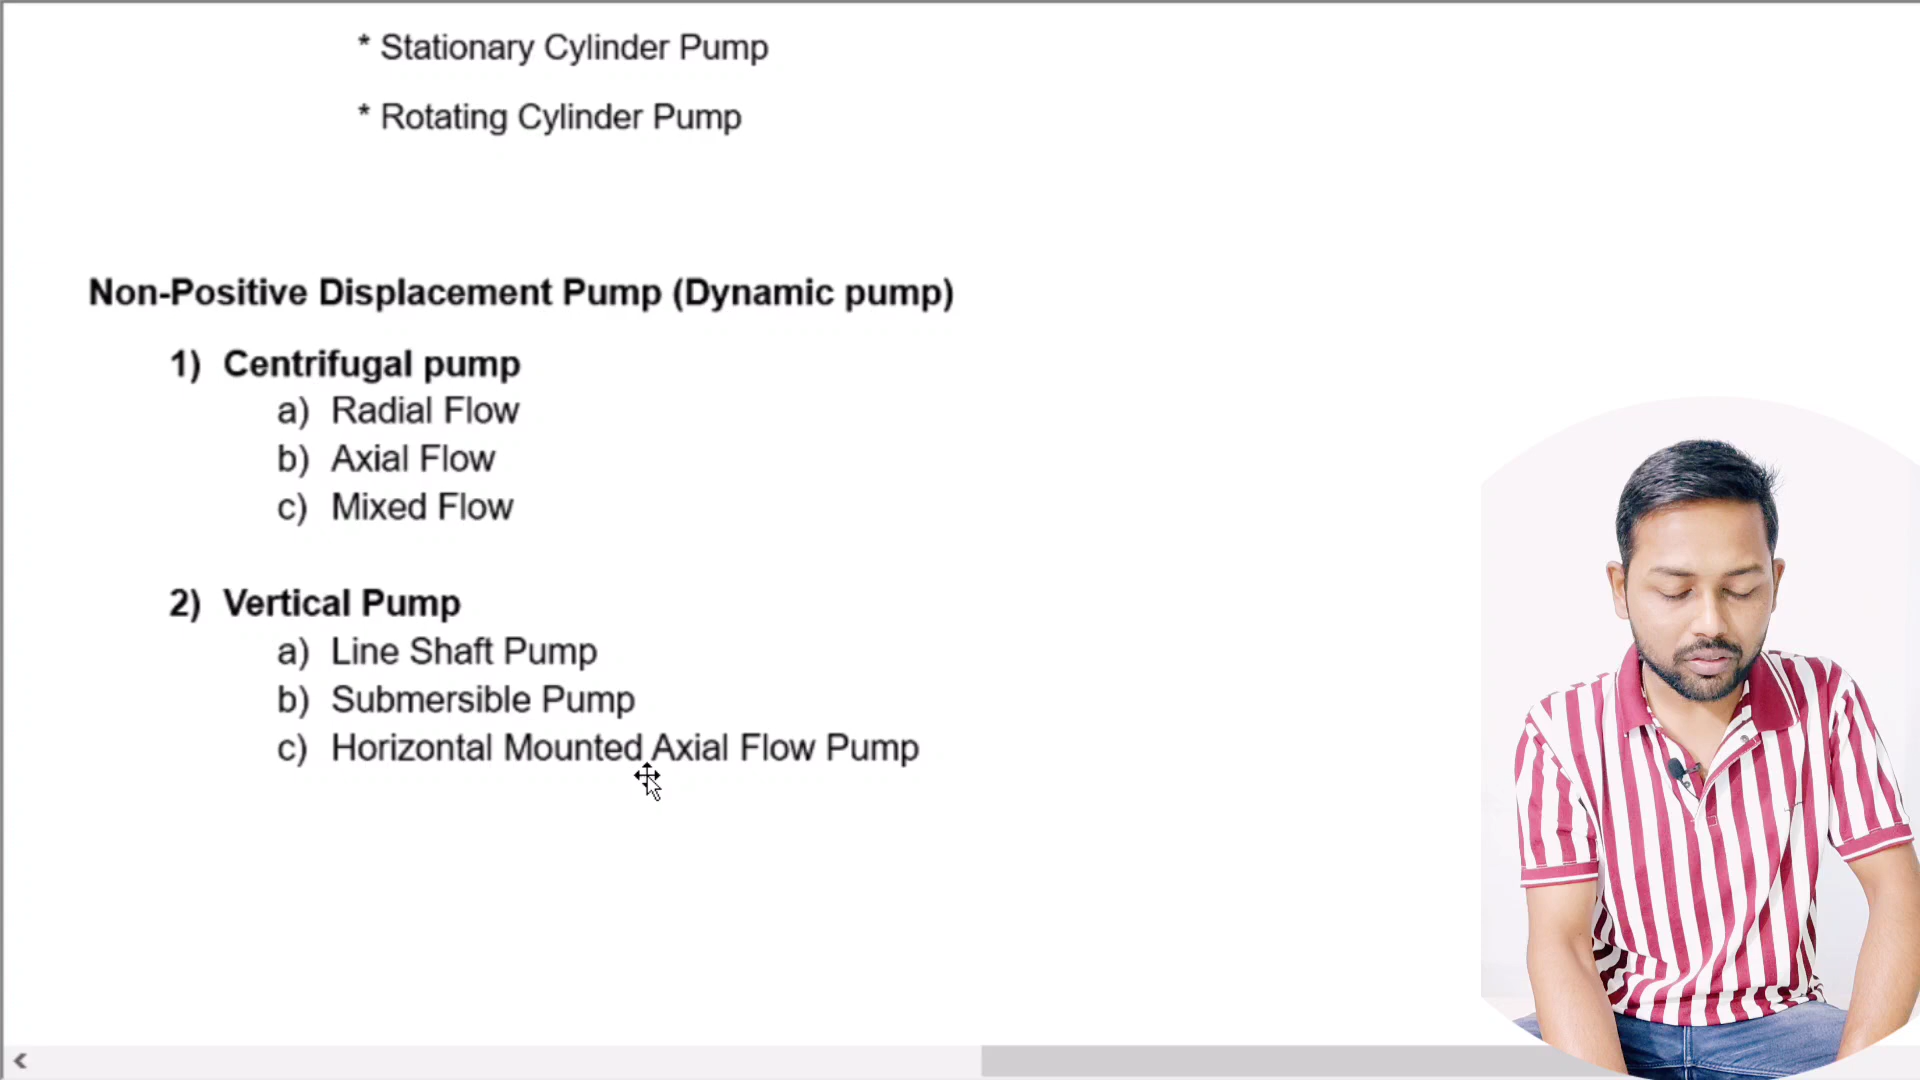 * Stationary Cylinder Pump
* Rotating Cylinder Pump
Non-Positive Displacement Pump (Dynamic pump)
1) Centrifugal pump
a) Radial Flow
b) Axial Flow
c) Mixed Flow
2) Vertical Pump
a) Line Shaft Pump
b) Submersible Pump
c) Horizontal Mounted Axial Flow Pump